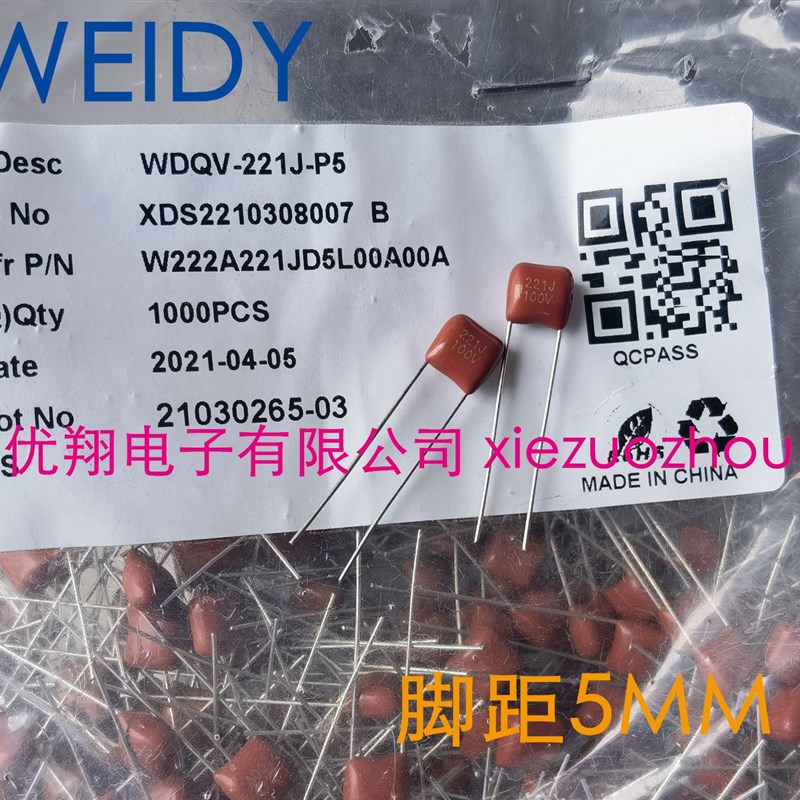 WEIDY
Desc WDQV-221J-P5
No XDS2210308007 B
fr P/N W222A221JD5L00A00A
)Qty 1000PCS
ate 2021-04-05
ot No 21030265-03
S
QCPASS
MADE IN CHINA
221J
100V
221J
100V
优翔电子有限公司 xiezuozhou
脚距5MM